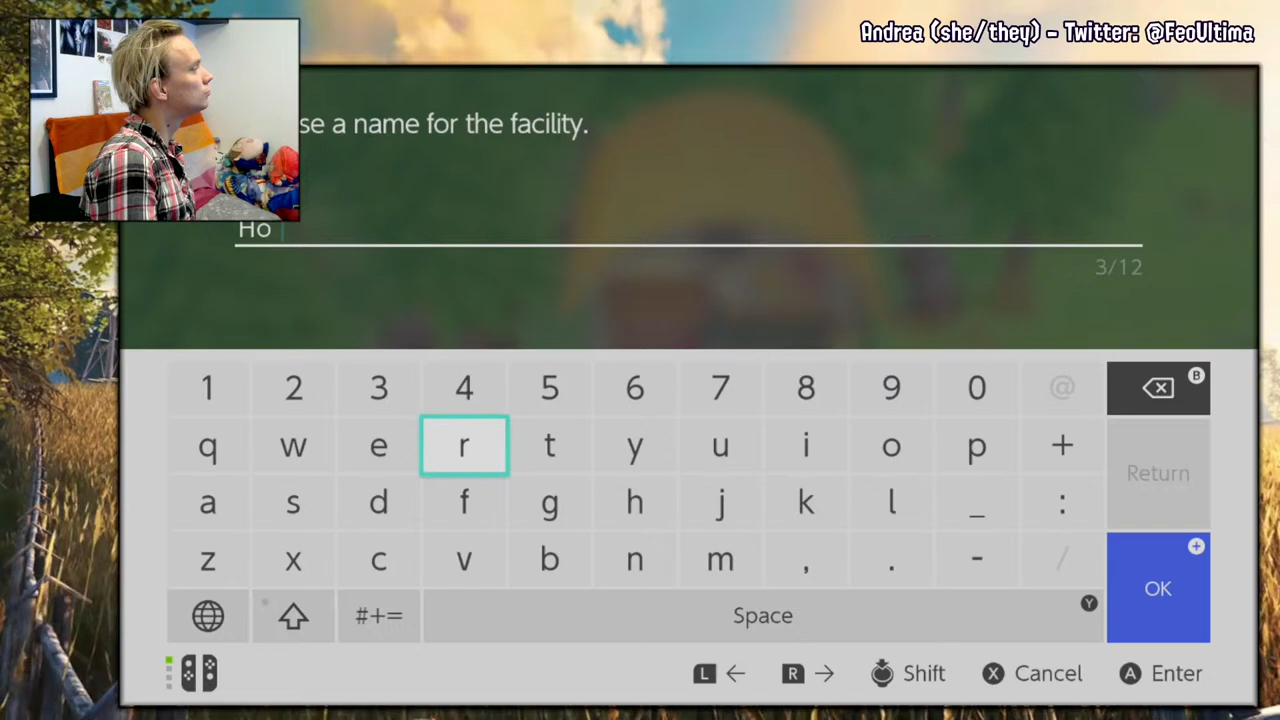 Andrea (she/they) - Twitter: @FeoUltima
se a name for the facility.
Ho
3/12
1 2 3 4 5 6 7 8 9 0 @
B
q w e r t y u i o p +
Return
a s d f g h j k l _ :
z x c v b n m , . - /
+
OK
#+=
Space
Y
L ← R → Shift X Cancel A Enter